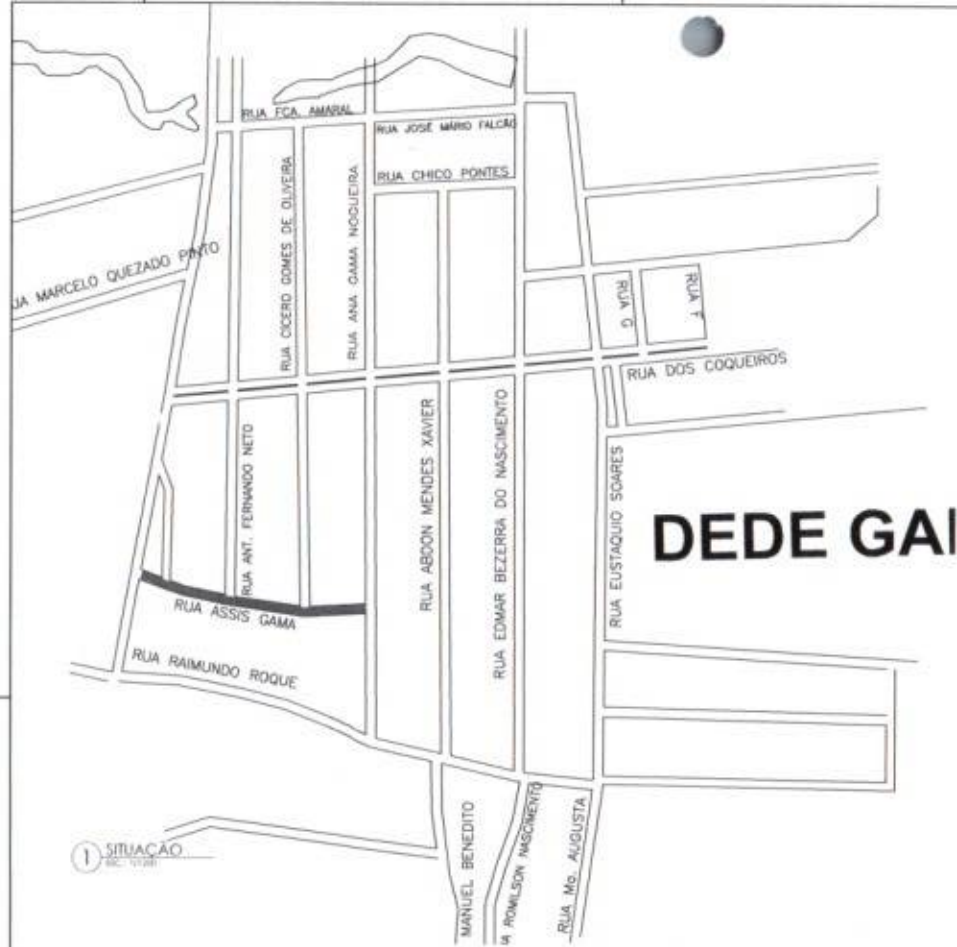 RUA FCA. AMARAL
RUA JOSÉ MÁRIO FALCÃO
RUA CHICO PONTES
RUA CÍCERO GOMES DE OLIVEIRA
RUA ANA GAMA NOGUEIRA
UA MARCELO QUEZADO PINTO
RUA G
RUA F
RUA DOS COQUEIROS
RUA ANT. FERNANDO NETO
RUA ABDON MENDES XAVIER
RUA EDMAR BEZERRA DO NASCIMENTO
RUA EUSTAQUIO SOARES
DEDE GA
RUA ASSIS GAMA
RUA RAIMUNDO ROQUE
1 SITUAÇÃO
MANUEL BENEDITO
A ROMILSON NASCIMENTO
RUA Ma. AUGUSTA